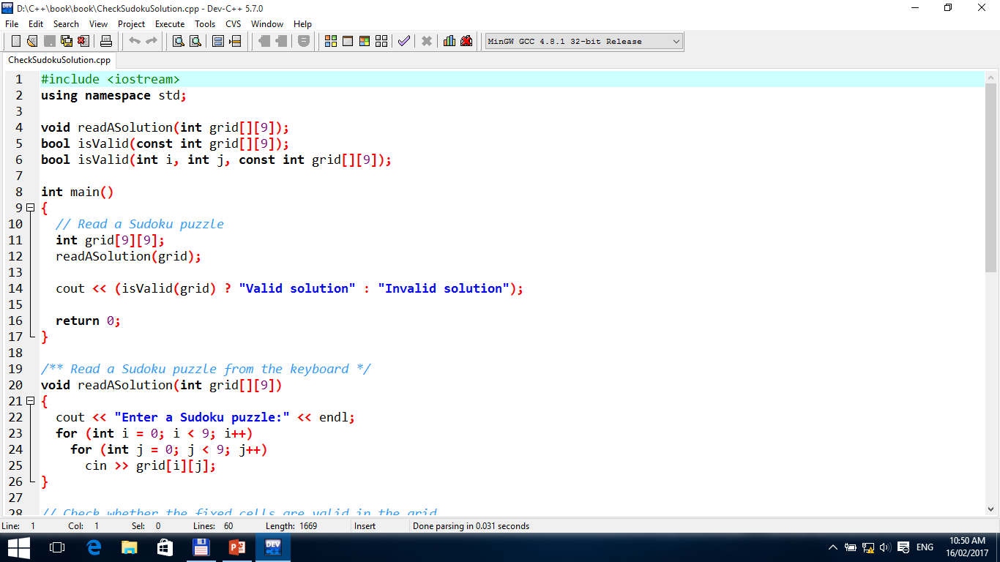 D:\C++\book\book\CheckSudokuSolution.cpp - Dev-C++ 5.7.0
File Edit Search View Project Execute Tools CVS Window Help
MinGW GCC 4.8.1 32-bit Release
CheckSudokuSolution.cpp
1 #include <iostream>
2 using namespace std;
3
4 void readASolution(int grid[][9]);
5 bool isValid(const int grid[][9]);
6 bool isValid(int i, int j, const int grid[][9]);
7
8 int main()
9 {
10   // Read a Sudoku puzzle
11   int grid[9][9];
12   readASolution(grid);
13
14   cout << (isValid(grid) ? "Valid solution" : "Invalid solution");
15
16   return 0;
17 }
18
19 /** Read a Sudoku puzzle from the keyboard */
20 void readASolution(int grid[][9])
21 {
22   cout << "Enter a Sudoku puzzle:" << endl;
23   for (int i = 0; i < 9; i++)
24     for (int j = 0; j < 9; j++)
25       cin >> grid[i][j];
26 }
27
28 // Check whether the fixed cells are valid in the grid
Line: 1 Col: 1 Sel: 0 Lines: 60 Length: 1669 Insert Done parsing in 0.031 seconds
DEV
ENG
10:50 AM
16/02/2017